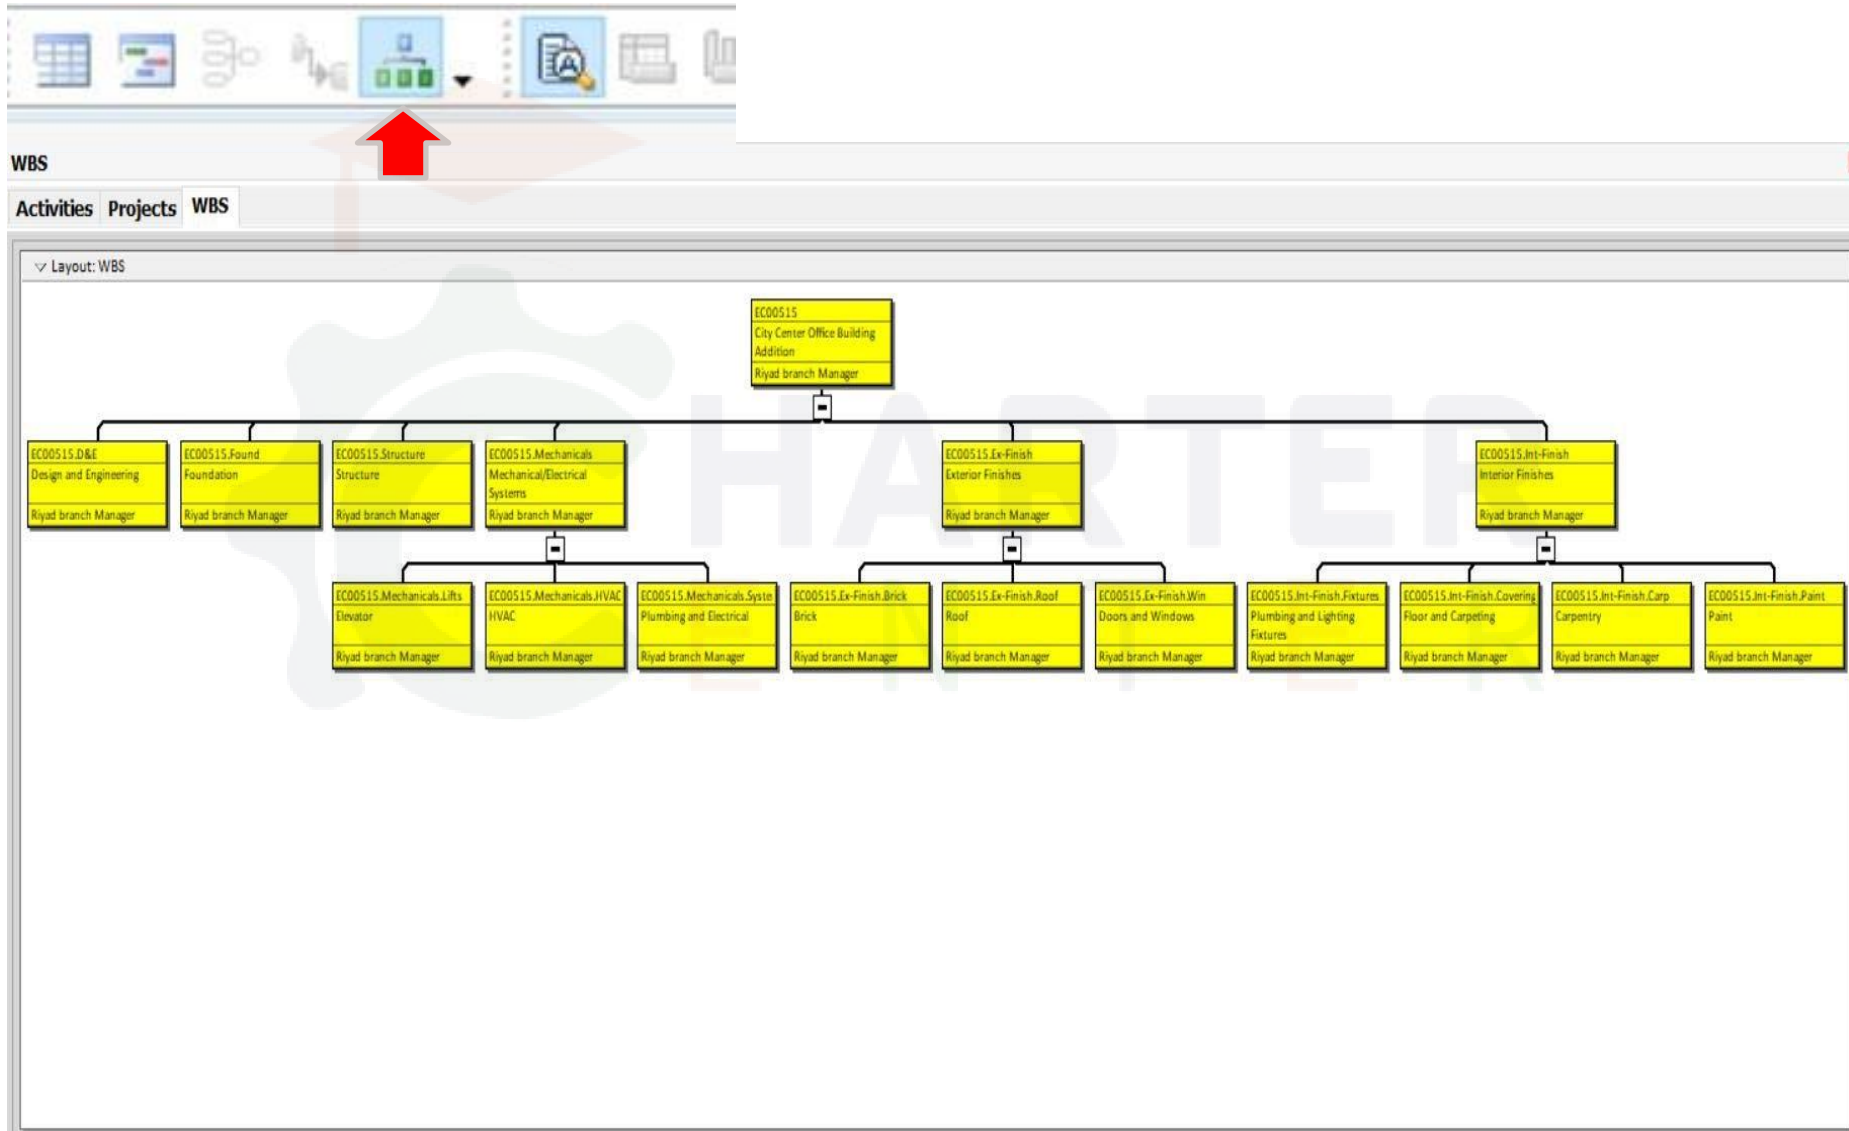 WBS
Activities Projects WBS
Layout: WBS
EC00515
City Center Office Building
Addition
Riyad branch Manager
EC00515.D&E
Design and Engineering
Riyad branch Manager
EC00515.Found
Foundation
Riyad branch Manager
EC00515.Structure
Structure
Riyad branch Manager
EC00515.Mechanicals
Mechanical/Electrical
Systems
Riyad branch Manager
EC00515.Ex-Finish
Exterior Finishes
Riyad branch Manager
EC00515.Int-Finish
Interior Finishes
Riyad branch Manager
EC00515.Mechanicals.Lifts
Elevator
Riyad branch Manager
EC00515.Mechanicals.HVAC
HVAC
Riyad branch Manager
EC00515.Mechanicals.Syste
Plumbing and Electrical
Riyad branch Manager
EC00515.Ex-Finish.Brick
Brick
Riyad branch Manager
EC00515.Ex-Finish.Roof
Roof
Riyad branch Manager
EC00515.Ex-Finish.Win
Doors and Windows
Riyad branch Manager
EC00515.Int-Finish.Fixtures
Plumbing and Lighting
Fixtures
Riyad branch Manager
EC00515.Int-Finish.Covering
Floor and Carpeting
Riyad branch Manager
EC00515.Int-Finish.Carp
Carpentry
Riyad branch Manager
EC00515.Int-Finish.Paint
Paint
Riyad branch Manager
HARTER
ENTER